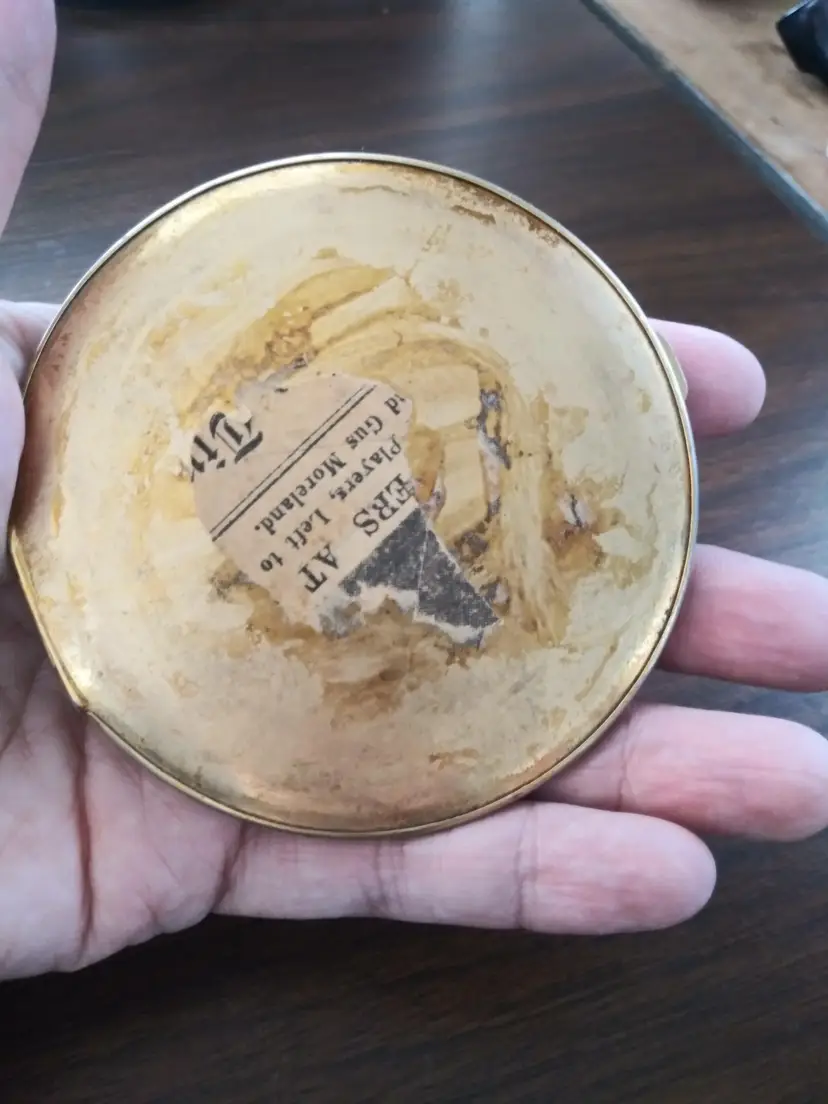 ERS AT
Players, Left to
d Gus Moreland.